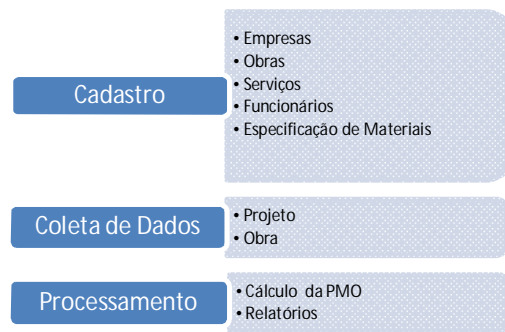 Cadastro
• Empresas
• Obras
• Serviços
• Funcionários
• Especificação de Materiais
Coleta de Dados
• Projeto
• Obra
Processamento
• Cálculo da PMO
• Relatórios